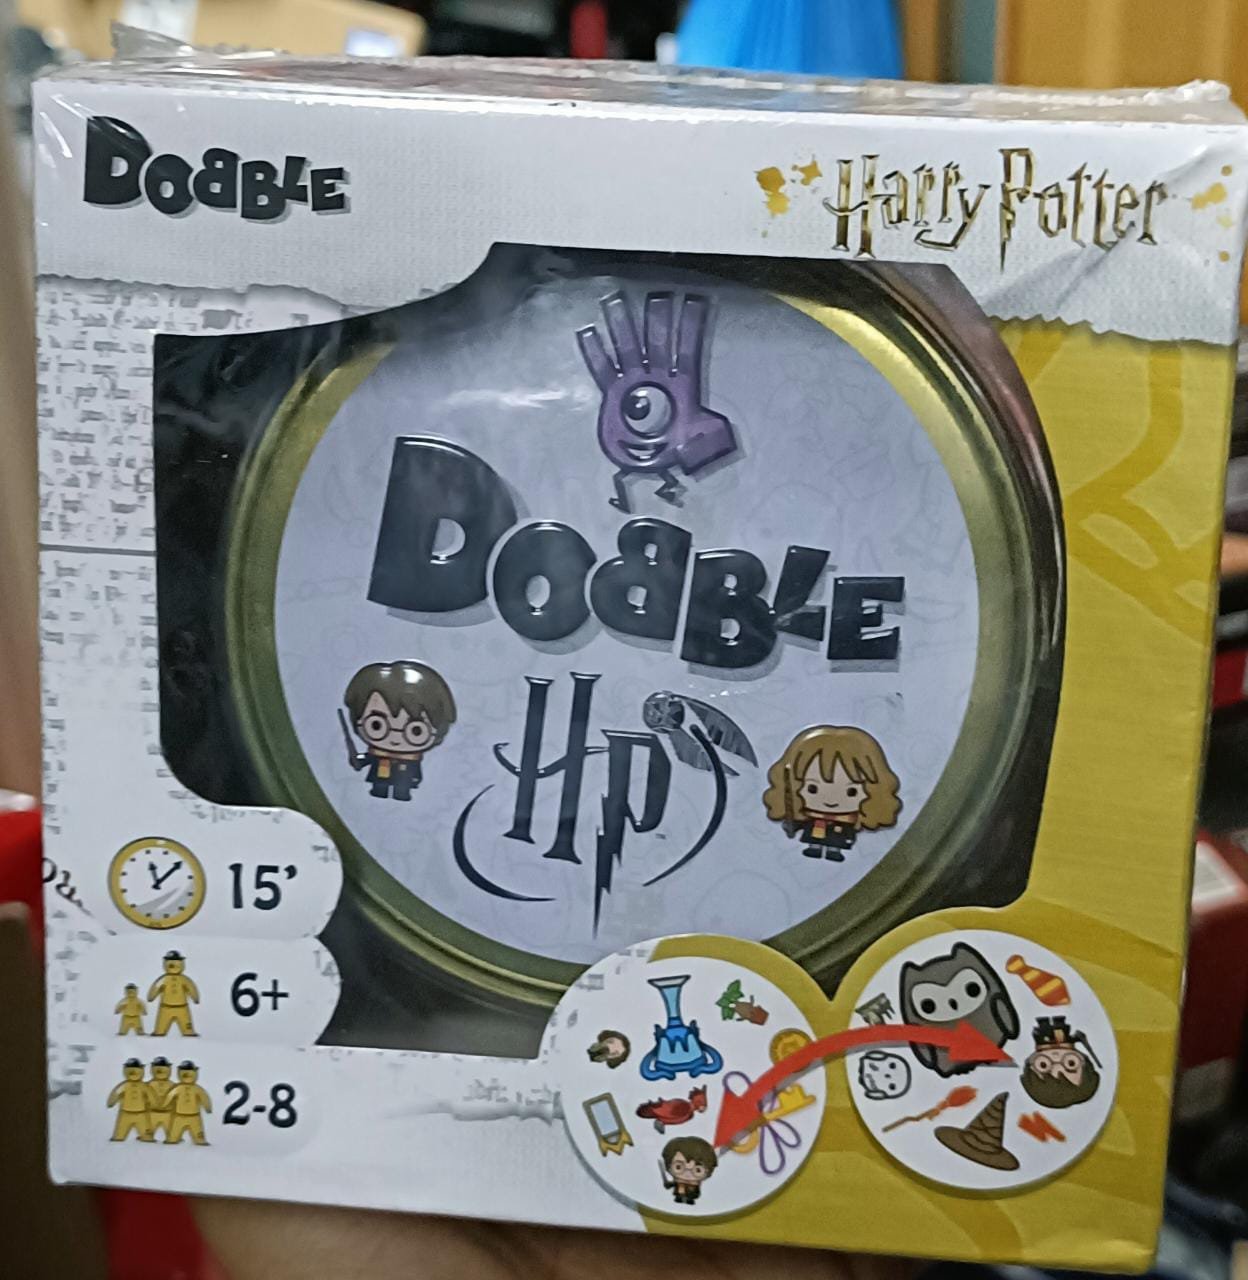 DOBBLE
Harry Potter
DOBBLE
HP
15'
6+
2-8